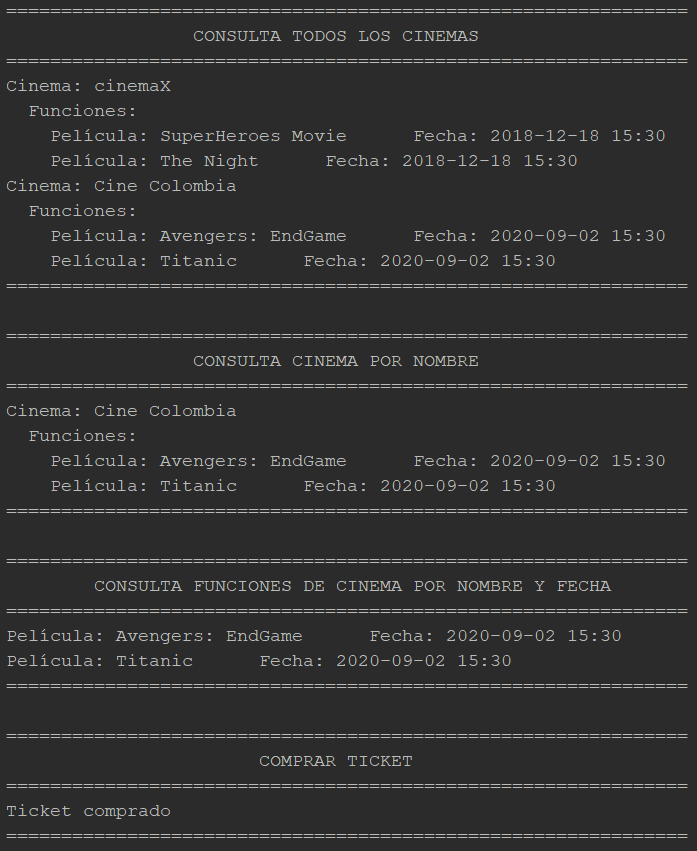 ==============================================================
                 CONSULTA TODOS LOS CINEMAS
==============================================================
Cinema: cinemaX
  Funciones:
    Película: SuperHeroes Movie      Fecha: 2018-12-18 15:30
    Película: The Night      Fecha: 2018-12-18 15:30
Cinema: Cine Colombia
  Funciones:
    Película: Avengers: EndGame      Fecha: 2020-09-02 15:30
    Película: Titanic      Fecha: 2020-09-02 15:30
==============================================================

==============================================================
                 CONSULTA CINEMA POR NOMBRE
==============================================================
Cinema: Cine Colombia
  Funciones:
    Película: Avengers: EndGame      Fecha: 2020-09-02 15:30
    Película: Titanic      Fecha: 2020-09-02 15:30
==============================================================

==============================================================
        CONSULTA FUNCIONES DE CINEMA POR NOMBRE Y FECHA
==============================================================
Película: Avengers: EndGame      Fecha: 2020-09-02 15:30
Película: Titanic      Fecha: 2020-09-02 15:30
==============================================================

==============================================================
                       COMPRAR TICKET
==============================================================
Ticket comprado
==============================================================